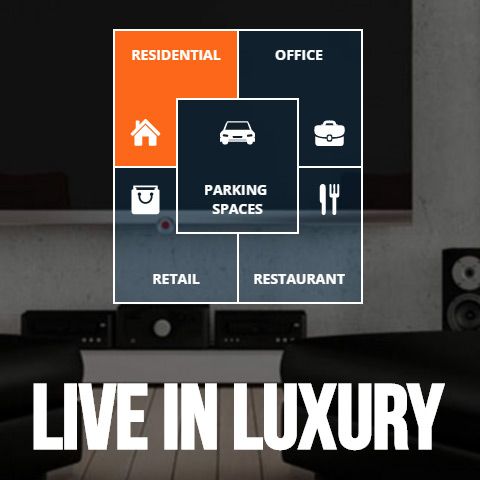 RESIDENTIAL
OFFICE
PARKING
SPACES
RETAIL
RESTAURANT
LIVE IN LUXURY